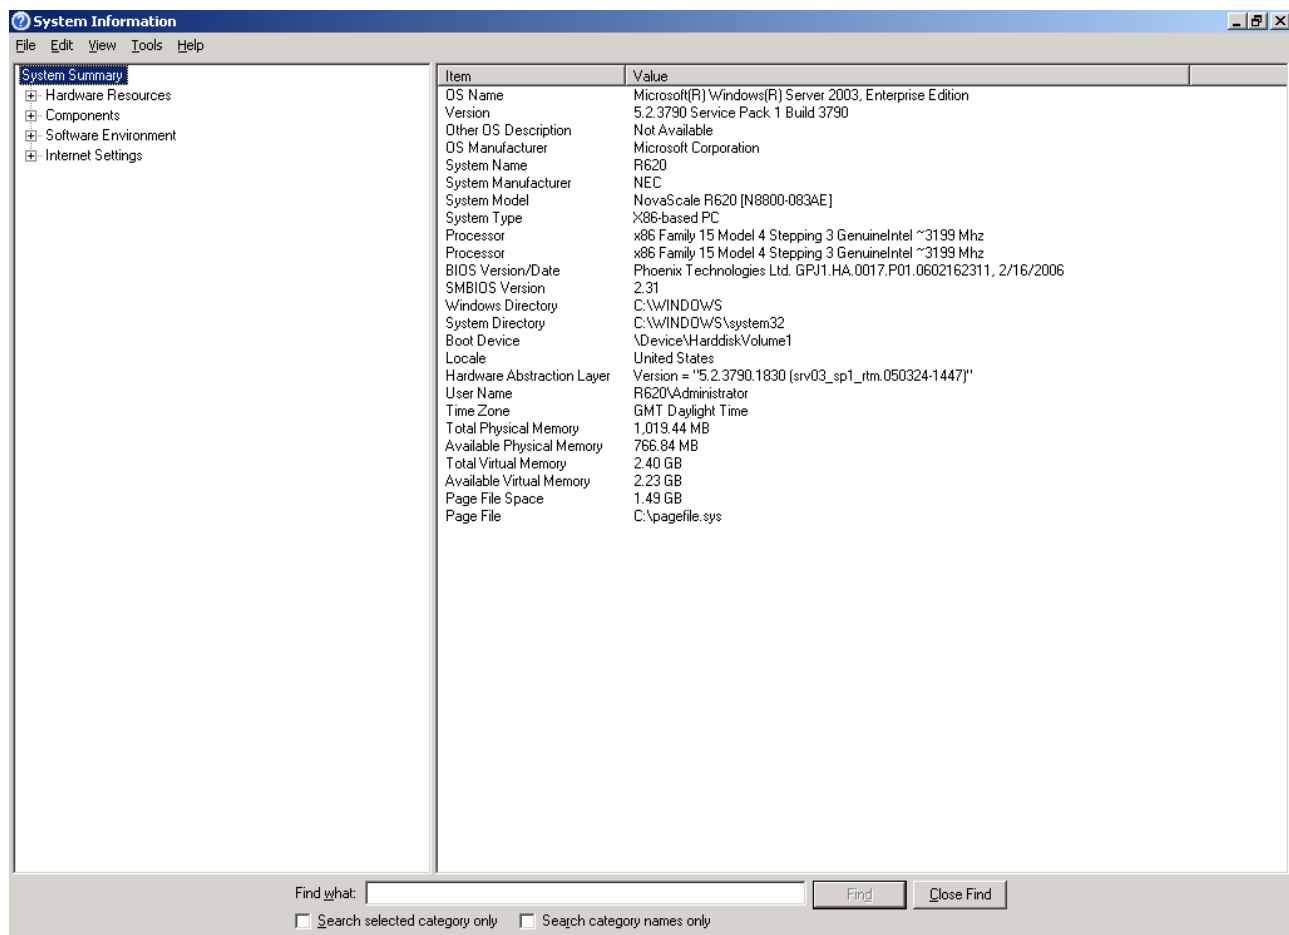 System Information
File Edit View Tools Help
System Summary
Hardware Resources
Components
Software Environment
Internet Settings
Item Value
OS Name Microsoft(R) Windows(R) Server 2003, Enterprise Edition
Version 5.2.3790 Service Pack 1 Build 3790
Other OS Description Not Available
OS Manufacturer Microsoft Corporation
System Name R620
System Manufacturer NEC
System Model NovaScale R620 [N8800-083AE]
System Type X86-based PC
Processor x86 Family 15 Model 4 Stepping 3 GenuineIntel ~3199 Mhz
Processor x86 Family 15 Model 4 Stepping 3 GenuineIntel ~3199 Mhz
BIOS Version/Date Phoenix Technologies Ltd. GPJ1.HA.0017.P01.0602162311, 2/16/2006
SMBIOS Version 2.31
Windows Directory C:\WINDOWS
System Directory C:\WINDOWS\system32
Boot Device \Device\HarddiskVolume1
Locale United States
Hardware Abstraction Layer Version = "5.2.3790.1830 (srv03_sp1_rtm.050324-1447)"
User Name R620\Administrator
Time Zone GMT Daylight Time
Total Physical Memory 1,019.44 MB
Available Physical Memory 766.84 MB
Total Virtual Memory 2.40 GB
Available Virtual Memory 2.23 GB
Page File Space 1.49 GB
Page File C:\pagefile.sys
Find what: Find Close Find
Search selected category only Search category names only